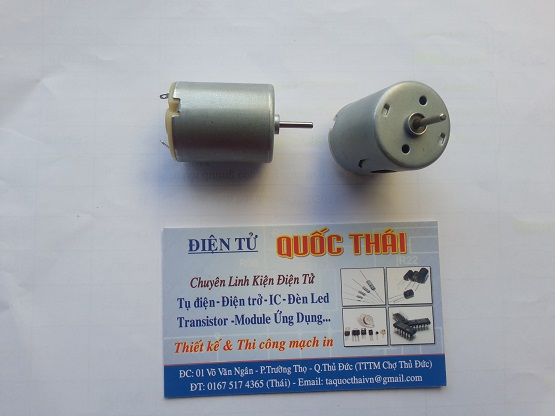 ĐIỆN TỬ QUỐC THÁI
R22
Chuyên Linh Kiện Điện Tử
Tụ điện-Điện trở-IC-Đèn Led
Transistor -Module Ứng Dụng...
Thiết kế & Thi công mạch in
ĐC: 01 Võ Văn Ngân - P.Trường Thọ - Q.Thủ Đức (TTTM Chợ Thủ Đức)
ĐT: 0167 517 4365 (Thái) - Email: taquocthaivn@gmail.com